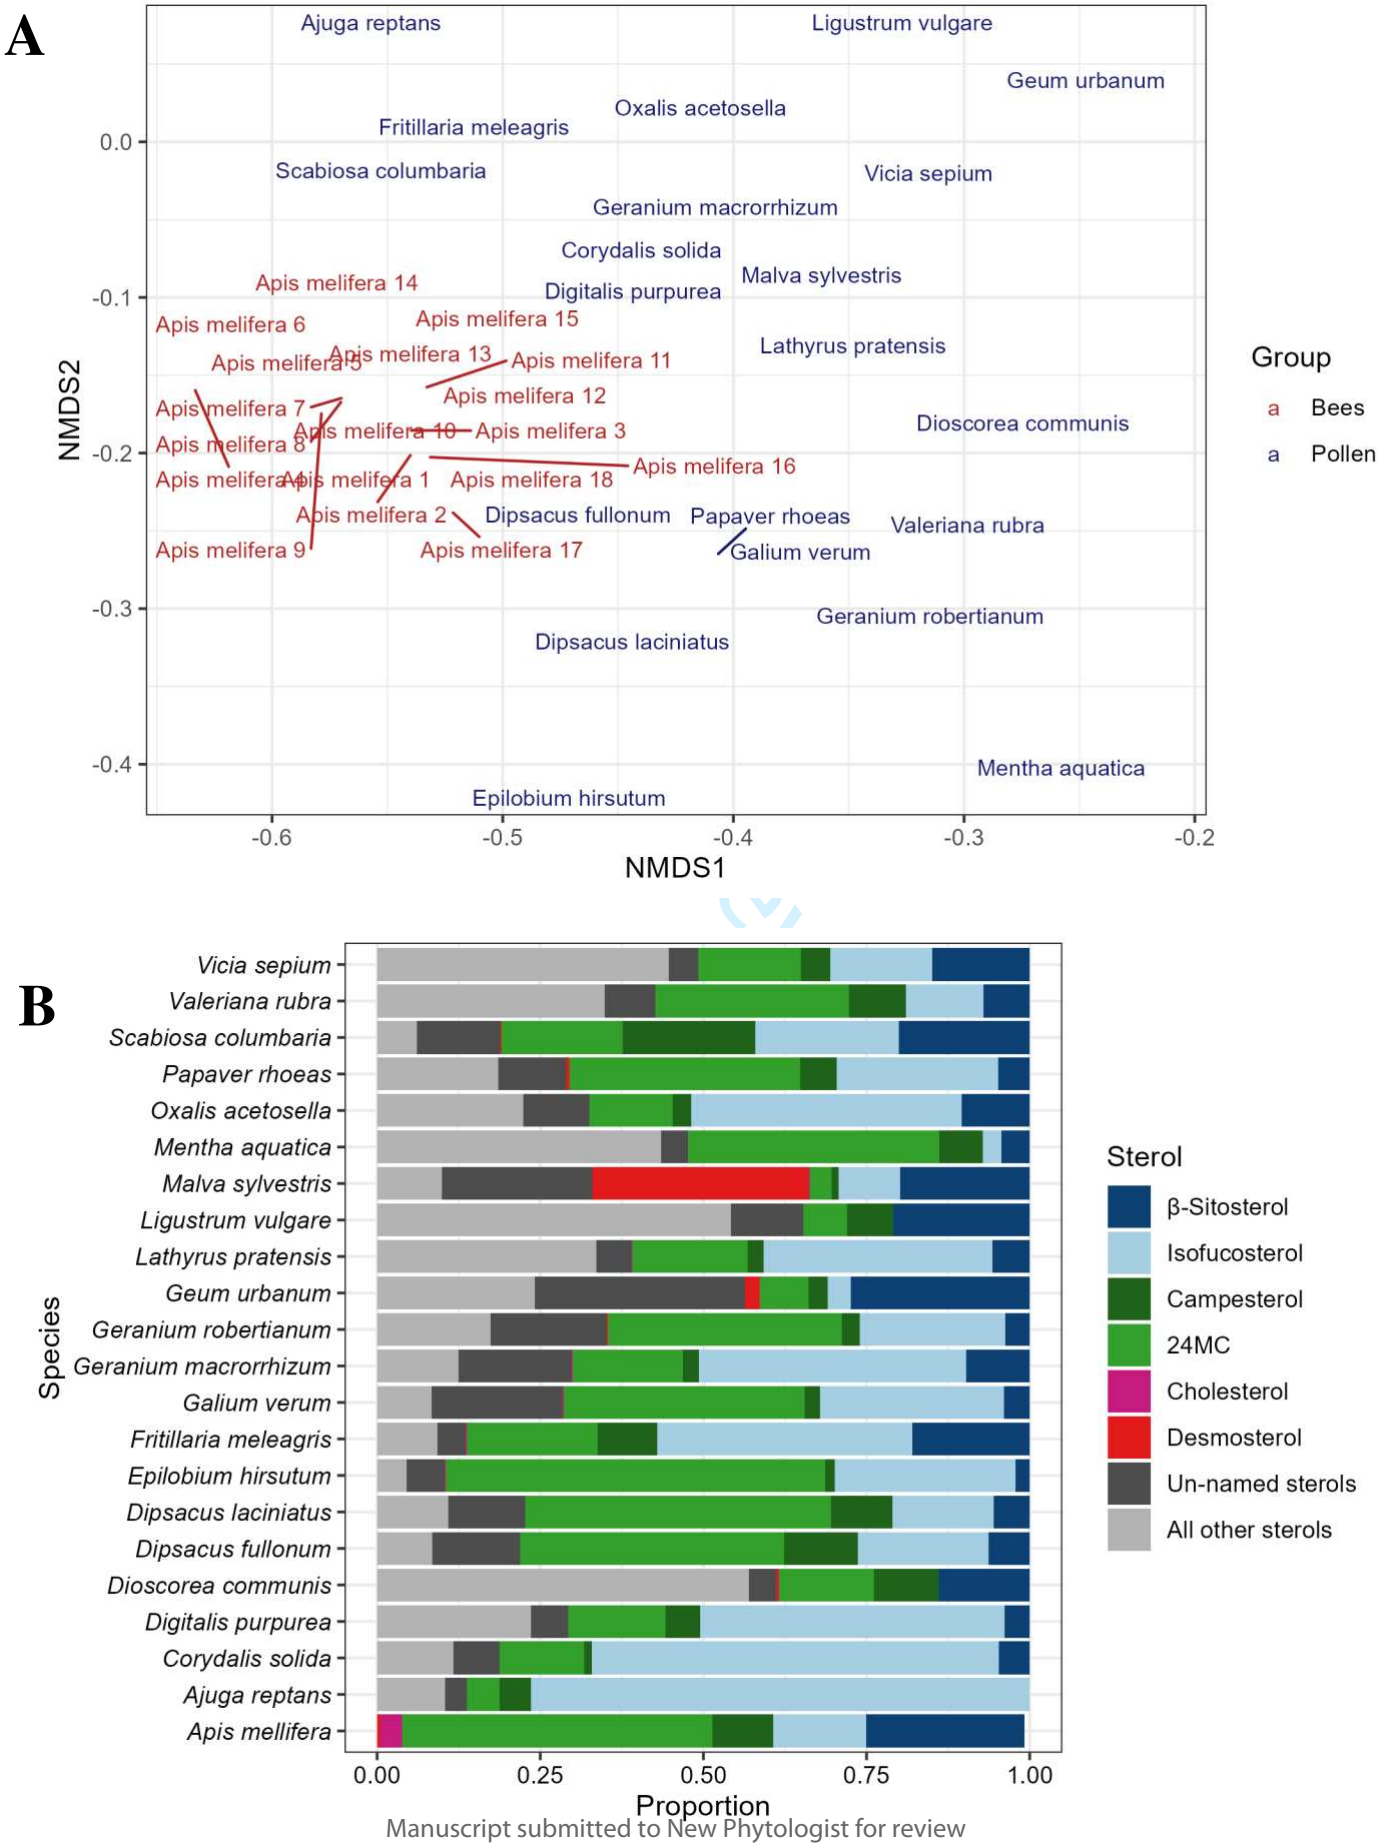 A
Ajuga reptans
Ligustrum vulgare
Geum urbanum
Oxalis acetosella
Fritillaria meleagris
0.0
Scabiosa columbaria
Vicia sepium
Geranium macrorrhizum
Corydalis solida
Malva sylvestris
Apis melifera 14
Digitalis purpurea
-0.1
Apis melifera 6
Apis melifera 15
Apis melifera 13
Lathyrus pratensis
Apis melifera 5
Apis melifera 11
Group
NMDS2
Apis melifera 12
a Bees
Apis melifera 7
Dioscorea communis
Apis melifera 10
Apis melifera 3
Apis melifera 8
-0.2
a Pollen
Apis melifera 16
Apis melifera 4
Apis melifera 1
Apis melifera 18
Apis melifera 2
Dipsacus fullonum
Papaver rhoeas
Valeriana rubra
Apis melifera 9
Apis melifera 17
Galium verum
-0.3
Geranium robertianum
Dipsacus laciniatus
-0.4
Mentha aquatica
Epilobium hirsutum
-0.6 -0.5 -0.4 -0.3 -0.2
NMDS1
B
Species
Vicia sepium
Valeriana rubra
Scabiosa columbaria
Papaver rhoeas
Oxalis acetosella
Mentha aquatica
Malva sylvestris
Ligustrum vulgare
Lathyrus pratensis
Geum urbanum
Geranium robertianum
Geranium macrorrhizum
Galium verum
Fritillaria meleagris
Epilobium hirsutum
Dipsacus laciniatus
Dipsacus fullonum
Dioscorea communis
Digitalis purpurea
Corydalis solida
Ajuga reptans
Apis mellifera
Sterol
β-Sitosterol
Isofucosterol
Campesterol
24MC
Cholesterol
Desmosterol
Un-named sterols
All other sterols
0.00 0.25 0.50 0.75 1.00
Proportion
Manuscript submitted to New Phytologist for review